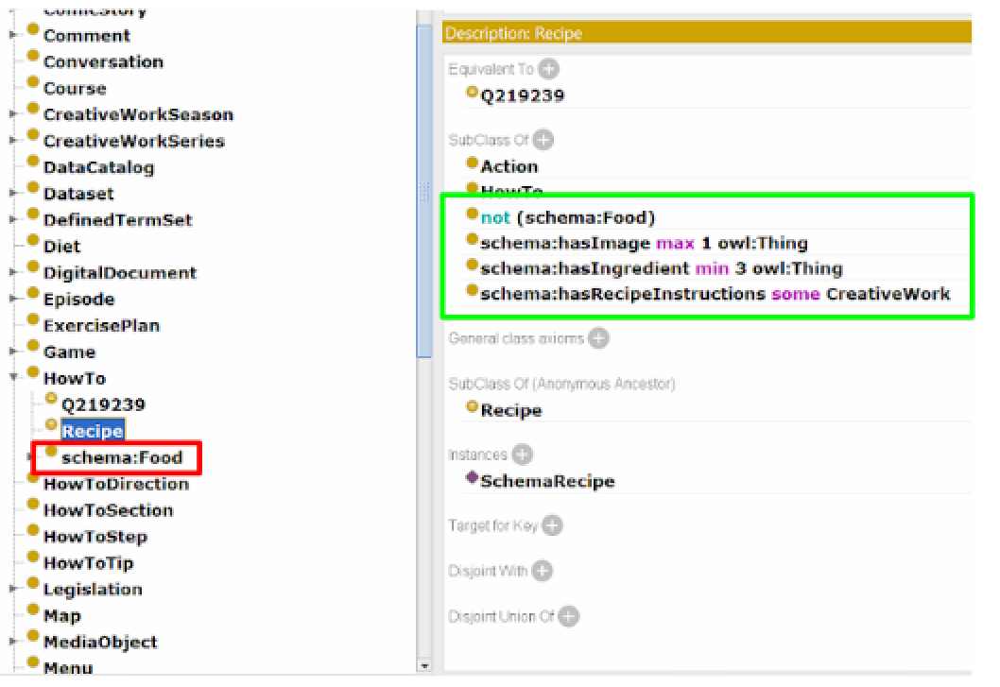 ComicStory
Comment
Conversation
Course
CreativeWorkSeason
CreativeWorkSeries
DataCatalog
Dataset
DefinedTermSet
Diet
DigitalDocument
Episode
ExercisePlan
Game
HowTo
Q219239
Recipe
schema:Food
HowToDirection
HowToSection
HowToStep
HowToTip
Legislation
Map
MediaObject
Menu
Description: Recipe
Equivalent To
Q219239
SubClass Of
Action
HowTo
not (schema:Food)
schema:hasImage max 1 owl:Thing
schema:hasIngredient min 3 owl:Thing
schema:hasRecipeInstructions some CreativeWork
General class axioms
SubClass Of (Anonymous Ancestor)
Recipe
Instances
SchemaRecipe
Target for Key
Disjoint With
Disjoint Union Of